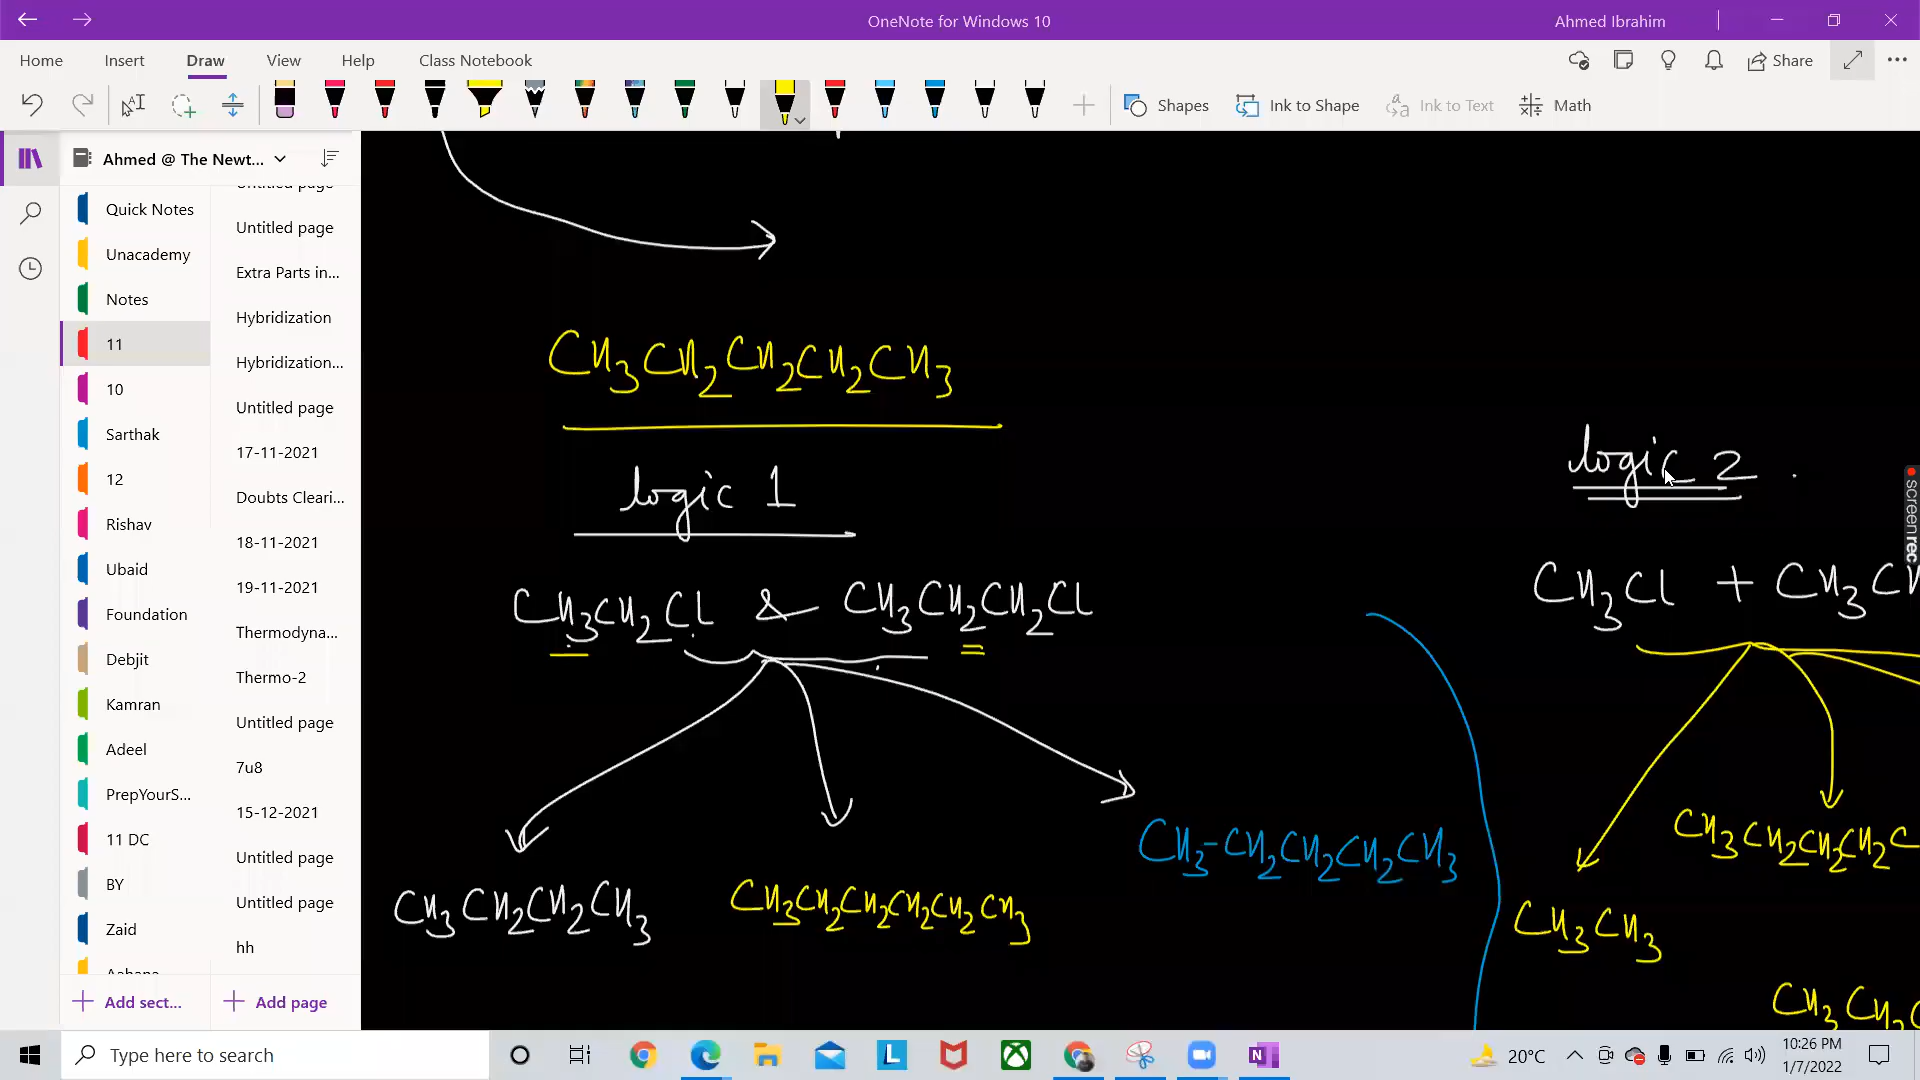 OneNote for Windows 10
Ahmed Ibrahim
Home Insert Draw View Help Class Notebook
Share
Shapes Ink to Shape Ink to Text Math
Ahmed @ The Newt...
Quick Notes
Unacademy
Notes
11
10
Sarthak
12
Rishav
Ubaid
Foundation
Debjit
Kamran
Adeel
PrepYourS...
11 DC
BY
Zaid
Add sect...
Untitled page
Untitled page
Extra Parts in...
Hybridization
Hybridization...
Untitled page
17-11-2021
Doubts Cleari...
18-11-2021
19-11-2021
Thermodyna...
Thermo-2
Untitled page
7u8
15-12-2021
Untitled page
Untitled page
hh
Add page
CH3CH2CH2CH2CH3
logic 1
CH3CH2Cl & CH3CH2CH2Cl
CH3CH2CH2CH3
CH3CH2CH2CH2CH2CH3
CH3-CH2CH2CH2CH3
logic 2
CH3Cl + CH3CH
CH3CH2CH2CH2C
CH3CH3
CH3CH2C
screenrec
Type here to search
20°C
10:26 PM
1/7/2022